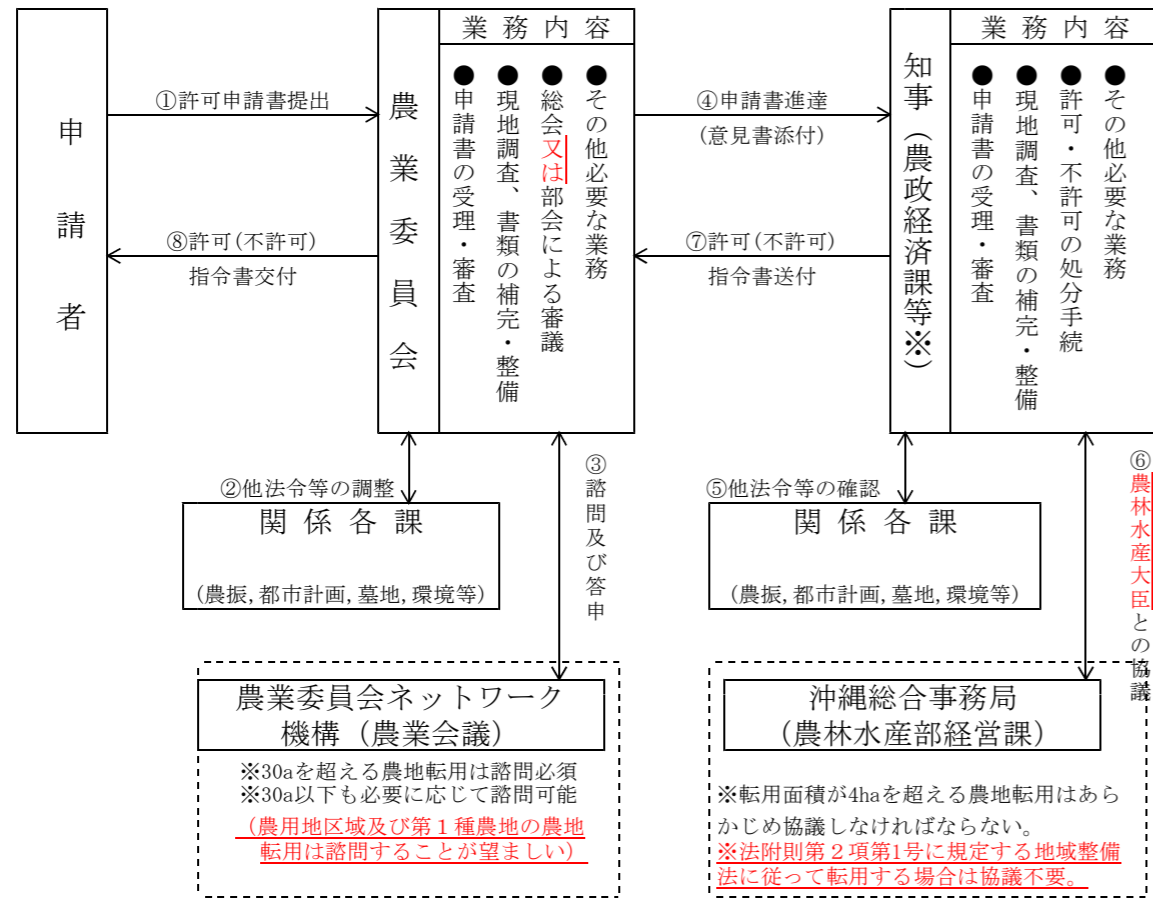 申請者
①許可申請書提出
⑧許可(不許可)
指令書交付
農業委員会
業務内容
●申請書の受理・審査
●現地調査、書類の補完・整備
●総会又は部会による審議
●その他必要な業務
④申請書進達
(意見書添付)
⑦許可(不許可)
指令書送付
知事(農政経済課等※)
業務内容
●申請書の受理・審査
●現地調査、書類の補完・整備
●許可・不許可の処分手続
●その他必要な業務
②他法令等の調整
関係各課
(農振,都市計画,墓地,環境等)
③諮問及び答申
⑤他法令等の確認
関係各課
(農振,都市計画,墓地,環境等)
⑥農林水産大臣との協議
農業委員会ネットワーク
機構(農業会議)
※30aを超える農地転用は諮問必須
※30a以下も必要に応じて諮問可能
(農用地区域及び第1種農地の農地
転用は諮問することが望ましい)
沖縄総合事務局
(農林水産部経営課)
※転用面積が4haを超える農地転用はあら
かじめ協議しなければならない。
※法附則第2項第1号に規定する地域整備
法に従って転用する場合は協議不要。